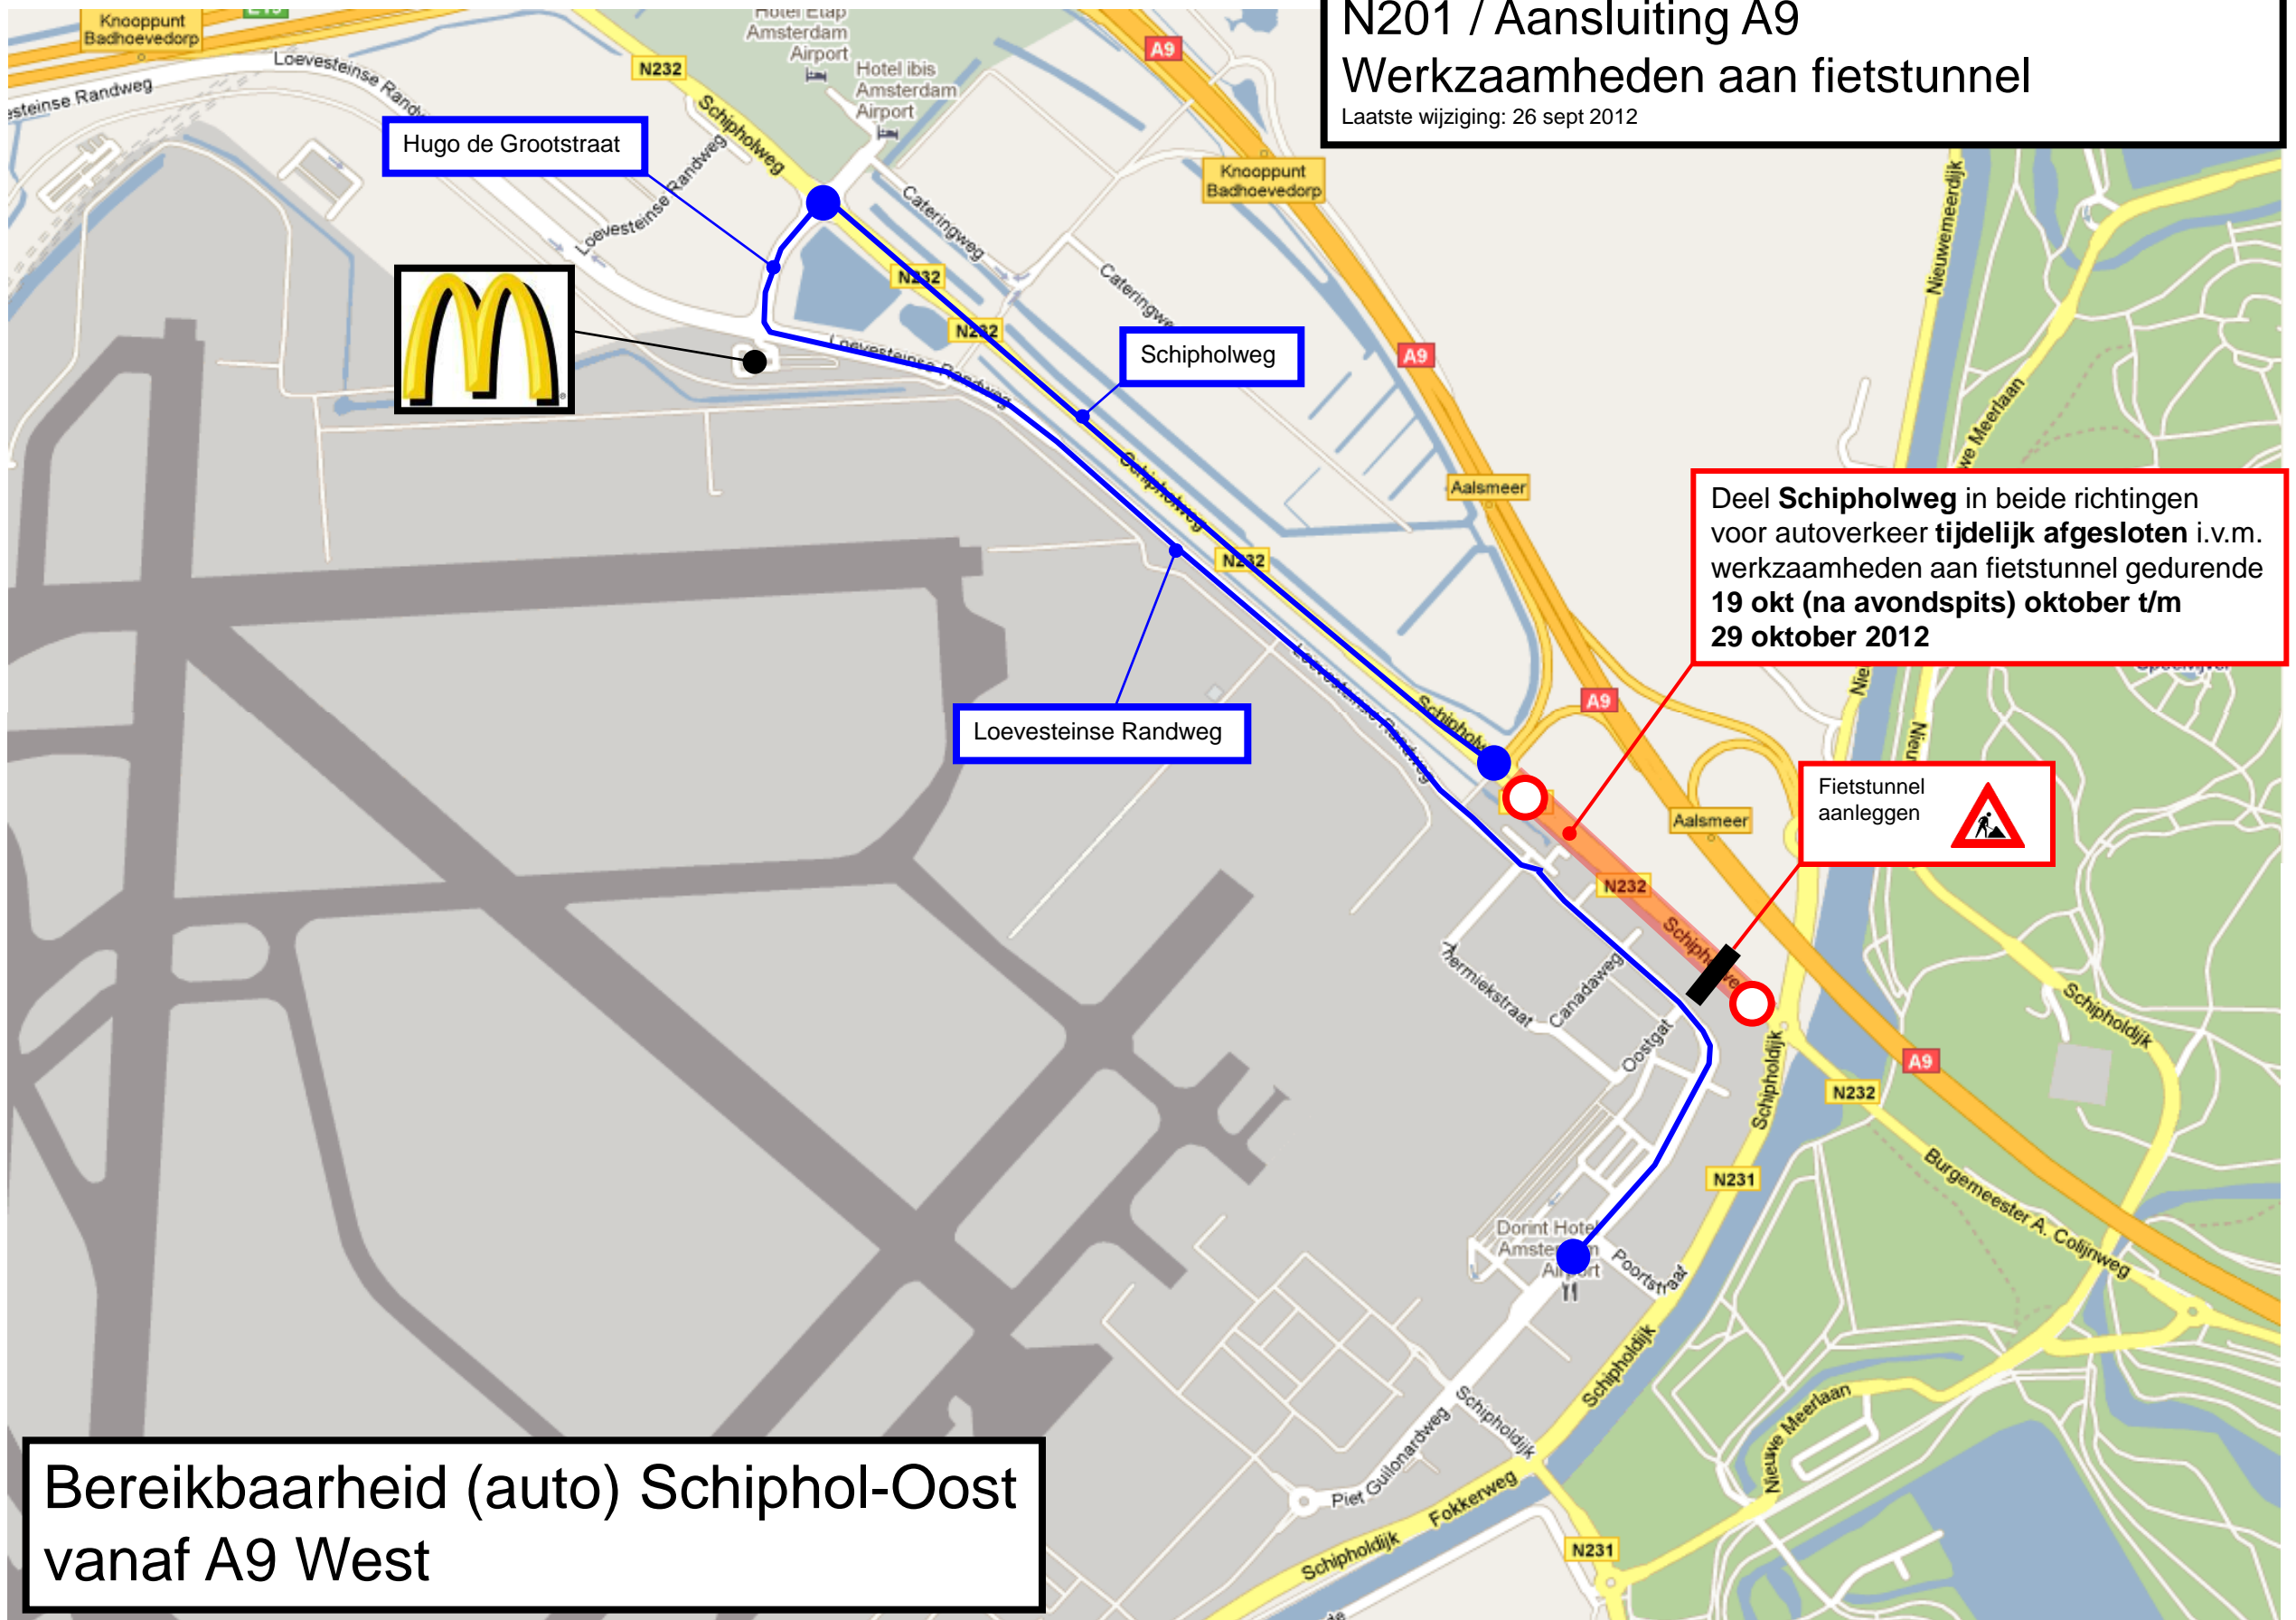 N201 / Aansluiting A9
Werkzaamheden aan fietstunnel
Laatste wijziging: 26 sept 2012
Knooppunt
Badhoevedorp
Hotel Etap
Amsterdam
Airport
Hotel ibis
Amsterdam
Airport
N232
A9
Loevesteinse Randweg
Schipholweg
Hugo de Grootstraat
Loevesteinse Randweg
Cateringweg
Knooppunt
Badhoevedorp
Nieuwemeerdijk
N232
N232
Cateringweg
Loevesteinse Randweg
Schipholweg
A9
Schipholweg
N232
Aalsmeer
Deel Schipholweg in beide richtingen
voor autoverkeer tijdelijk afgesloten i.v.m.
werkzaamheden aan fietstunnel gedurende
19 okt (na avondspits) oktober t/m
29 oktober 2012
Loevesteinse Randweg
Loevesteinse Randweg
A9
Fietstunnel
aanleggen
Aalsmeer
N232
Schipholweg
Thermiekstraat
Canadaweg
Oostgat
Schipholdijk
Schipholdijk
A9
N232
N231
Burgemeester A. Colijnweg
Dorint Hotel
Amsterdam
Airport
Poortstraat
Schipholdijk
Schipholdijk
Piet Guilonardweg
Nieuwe Meerlaan
Fokkerweg
Schipholdijk
N231
Bereikbaarheid (auto) Schiphol-Oost
vanaf A9 West